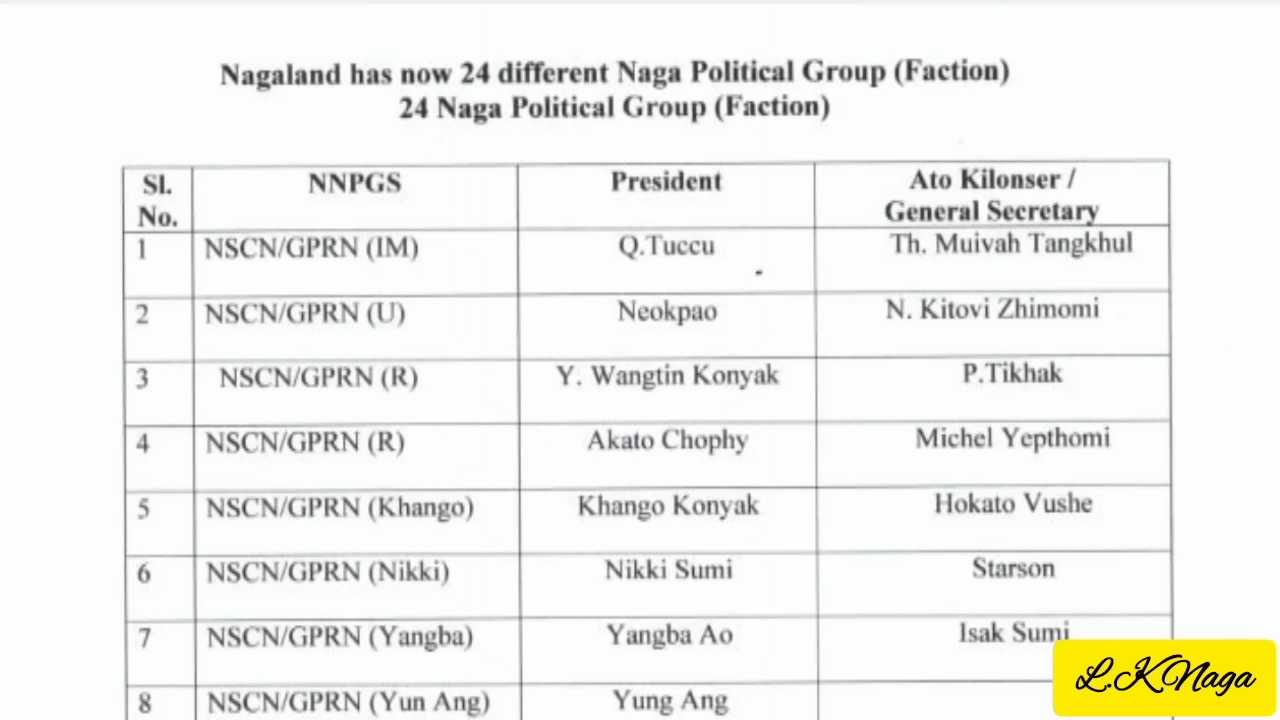 Nagaland has now 24 different Naga Political Group (Faction)
24 Naga Political Group (Faction)
Sl. No. NNPGS President Ato Kilonser / General Secretary
1 NSCN/GPRN (IM) Q.Tuccu Th. Muivah Tangkhul
2 NSCN/GPRN (U) Neokpao N. Kitovi Zhimomi
3 NSCN/GPRN (R) Y. Wangtin Konyak P.Tikhak
4 NSCN/GPRN (R) Akato Chophy Michel Yepthomi
5 NSCN/GPRN (Khango) Khango Konyak Hokato Vushe
6 NSCN/GPRN (Nikki) Nikki Sumi Starson
7 NSCN/GPRN (Yangba) Yangba Ao Isak Sumi
8 NSCN/GPRN (Yun Ang) Yung Ang
L.K Naga